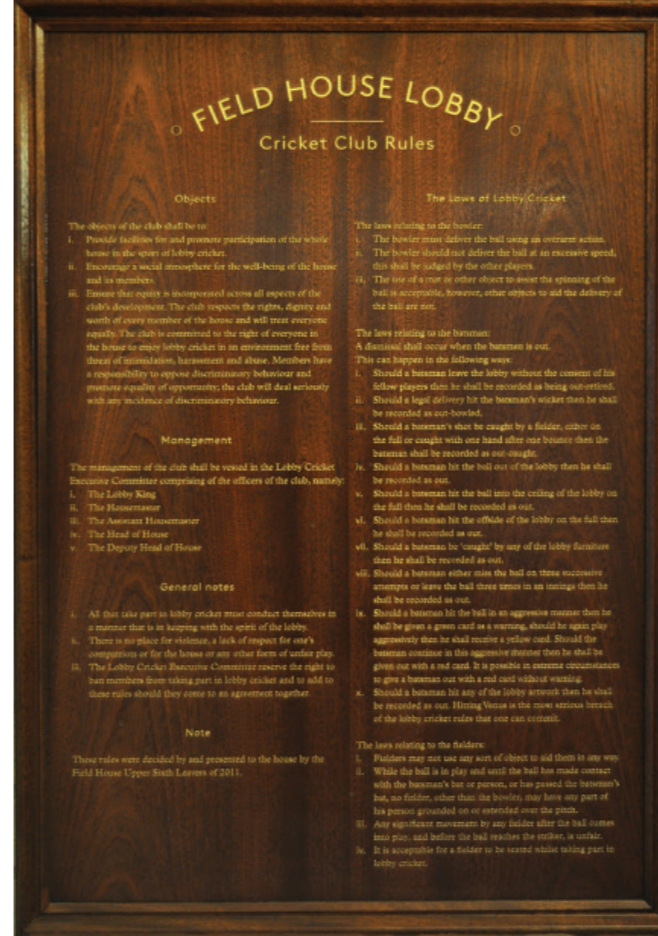 FIELD HOUSE LOBBY
Cricket Club Rules
Objects
The objects of the club shall be to:
i. Provide facilities for and promote participation of the whole
house in the sport of lobby cricket.
ii. Encourage a social atmosphere for the well-being of the house
and its members.
iii. Ensure that equity is incorporated across all aspects of the
club's development. The club respects the rights, dignity and
worth of every member of the house and will treat everyone
equally. The club is committed to the right of everyone in
the house to enjoy lobby cricket in an environment free from
threat of intimidation, harassment and abuse. Members have
a responsibility to oppose discriminatory behaviour and
promote equality of opportunity; the club will deal seriously
with any incidence of discriminatory behaviour.
Management
The management of the club shall be vested in the Lobby Cricket
Executive Committee comprising of the officers of the club, namely:
i. The Lobby King
ii. The Housemaster
iii. The Assistant Housemaster
iv. The Head of House
v. The Deputy Head of House
General notes
i. All that take part in lobby cricket must conduct themselves in
a manner that is in keeping with the spirit of the lobby.
ii. There is no place for violence, a lack of respect for one's
competitors or for the house or any other form of unfair play.
iii. The Lobby Cricket Executive Committee reserve the right to
ban members from taking part in lobby cricket and to add to
these rules should they come to an agreement together.
Note
These rules were decided by and presented to the house by the
Field House Upper Sixth Leavers of 2011.
The Laws of Lobby Cricket
The laws relating to the bowler:
i. The bowler must deliver the ball using an overarm action.
ii. The bowler should not deliver the ball at an excessive speed,
this shall be judged by the other players.
iii. The use of a mat or other object to assist the spinning of the
ball is acceptable, however, other objects to aid the delivery of
the ball are not.
The laws relating to the batsman:
A dismissal shall occur when the batsman is out.
This can happen in the following ways:
i. Should a batsman leave the lobby without the consent of his
fellow players then he shall be recorded as being out-retired.
ii. Should a legal delivery hit the batsman's wicket then he shall
be recorded as out-bowled.
iii. Should a batsman's shot be caught by a fielder, either on
the full or caught with one hand after one bounce then the
batsman shall be recorded as out-caught.
iv. Should a batsman hit the ball out of the lobby then he shall
be recorded as out.
v. Should a batsman hit the ball into the ceiling of the lobby on
the full then he shall be recorded as out.
vi. Should a batsman hit the offside of the lobby on the full then
he shall be recorded as out.
vii. Should a batsman be 'caught' by any of the lobby furniture
then he shall be recorded as out.
viii. Should a batsman either miss the ball on three successive
attempts or leave the ball three times in an innings then he
shall be recorded as out.
ix. Should a batsman hit the ball in an aggressive manner then he
shall be given a green card as a warning, should he again play
aggressively then he shall receive a yellow card. Should the
batsman continue in this aggressive manner then he shall be
given out with a red card. It is possible in extreme circumstances
to give a batsman out with a red card without warning.
x. Should a batsman hit any of the lobby artwork then he shall
be recorded as out. Hitting Venus is the most serious breach
of the lobby cricket rules that one can commit.
The laws relating to the fielders:
i. Fielders may not use any sort of object to aid them in any way.
ii. While the ball is in play and until the ball has made contact
with the batsman's bat or person, or has passed the batsman's
bat, no fielder, other than the bowler, may have any part of
his person grounded on or extended over the pitch.
iii. Any significant movement by any fielder after the ball comes
into play, and before the ball reaches the striker, is unfair.
iv. It is acceptable for a fielder to be seated whilst taking part in
lobby cricket.